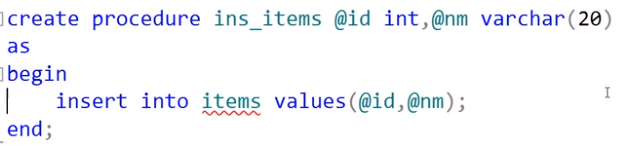 create procedure ins_items @id int,@nm varchar(20)
as
begin
    insert into items values(@id,@nm);
end;